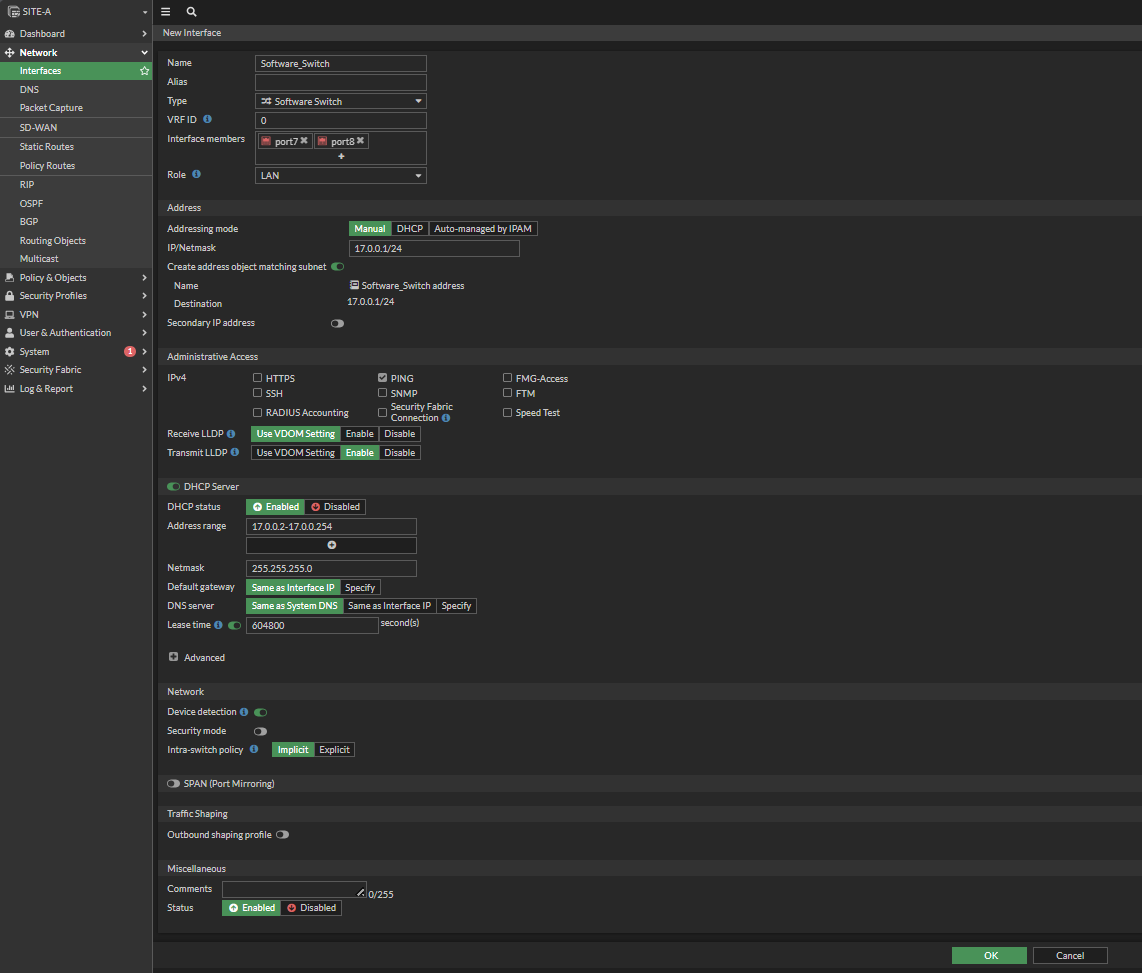 SITE-A
Dashboard
Network
Interfaces
DNS
Packet Capture
SD-WAN
Static Routes
Policy Routes
RIP
OSPF
BGP
Routing Objects
Multicast
Policy & Objects
Security Profiles
VPN
User & Authentication
System 1
Security Fabric
Log & Report
New Interface
Name Software_Switch
Alias
Type Software Switch
VRF ID 0
Interface members port7 port8
Role LAN
Address
Addressing mode Manual DHCP Auto-managed by IPAM
IP/Netmask 17.0.0.1/24
Create address object matching subnet
Name Software_Switch address
Destination 17.0.0.1/24
Secondary IP address
Administrative Access
IPv4 HTTPS PING FMG-Access
SSH SNMP FTM
RADIUS Accounting Security Fabric Connection Speed Test
Receive LLDP Use VDOM Setting Enable Disable
Transmit LLDP Use VDOM Setting Enable Disable
DHCP Server
DHCP status Enabled Disabled
Address range 17.0.0.2-17.0.0.254
Netmask 255.255.255.0
Default gateway Same as Interface IP Specify
DNS server Same as System DNS Same as Interface IP Specify
Lease time 604800 second(s)
Advanced
Network
Device detection
Security mode
Intra-switch policy Implicit Explicit
SPAN (Port Mirroring)
Traffic Shaping
Outbound shaping profile
Miscellaneous
Comments 0/255
Status Enabled Disabled
OK Cancel